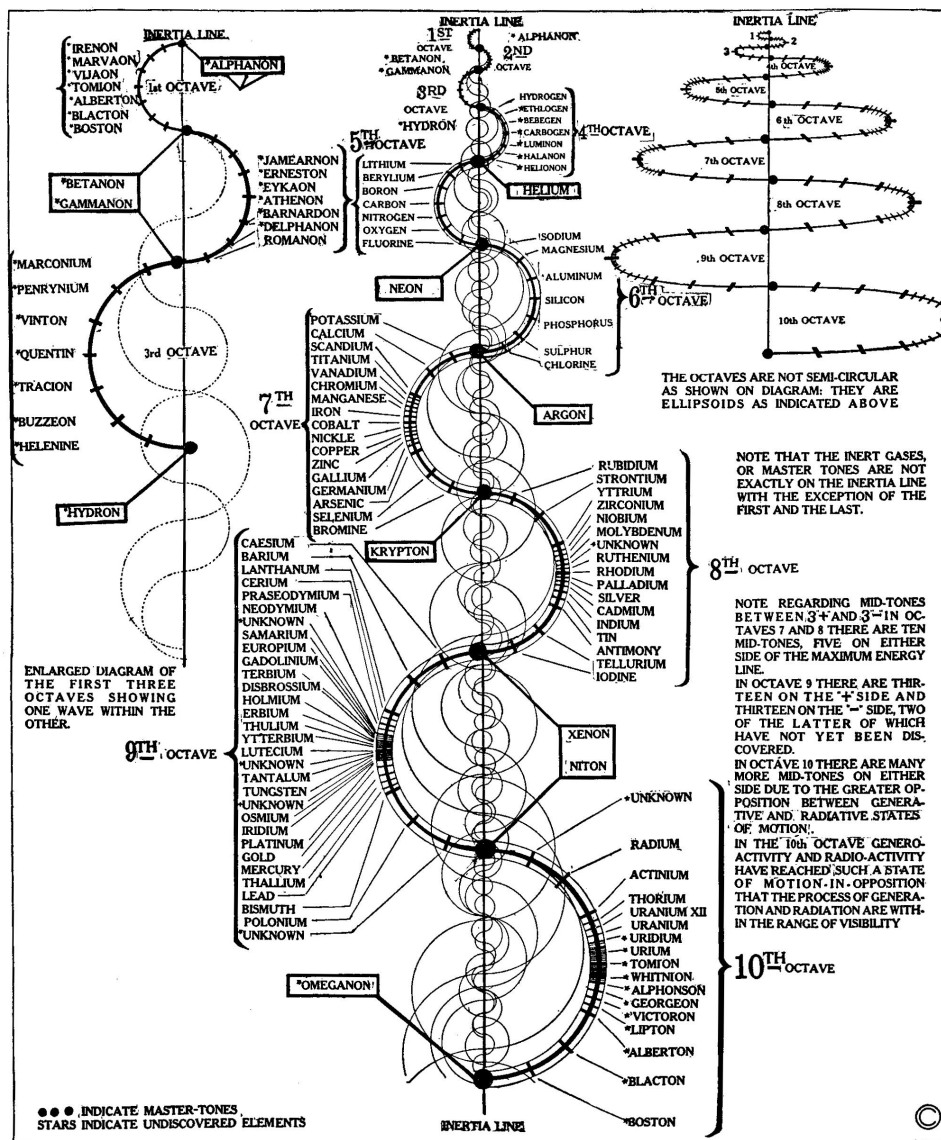 INERTIA LINE
*IRENON
*MARVAON
*VIJAON
*TOMION
*ALBERTON
*BLACTON
*BOSTON
*ALPHANON
1st OCTAVE
*BETANON
*GAMMANON
*JAMEARNON
*ERNESTON
*EYKAON
*ATHENON
*BARNARDON
*DELPHANON
ROMANON
*MARCONIUM
*PENRYNIUM
*VINTON
*QUENTIN
*TRACION
*BUZZEON
*HELENINE
3rd OCTAVE
*HYDRON
ENLARGED DIAGRAM OF
THE FIRST THREE
OCTAVES SHOWING
ONE WAVE WITHIN THE
OTHER.
INERTIA LINE
1ST
OCTAVE
*ALPHANON
2ND
OCTAVE
*BETANON
*GAMMANON
3RD
OCTAVE
*HYDRON
HYDROGEN
*ETHLOGEN
*BEBEGEN
*CARBOGEN
*LUMINON
*HALANON
*HELIONON
4TH OCTAVE
HELIUM
5TH
OCTAVE
LITHIUM
BERYLIUM
BORON
CARBON
NITROGEN
OXYGEN
FLUORINE
NEON
SODIUM
MAGNESIUM
ALUMINUM
SILICON
PHOSPHORUS
SULPHUR
CHLORINE
6TH
OCTAVE
ARGON
7TH
OCTAVE
POTASSIUM
CALCIUM
SCANDIUM
TITANIUM
VANADIUM
CHROMIUM
MANGANESE
IRON
COBALT
NICKLE
COPPER
ZINC
GALLIUM
GERMANIUM
ARSENIC
SELENIUM
BROMINE
KRYPTON
RUBIDIUM
STRONTIUM
YTTRIUM
ZIRCONIUM
NIOBIUM
MOLYBDENUM
*UNKNOWN
RUTHENIUM
RHODIUM
PALLADIUM
SILVER
CADMIUM
INDIUM
TIN
ANTIMONY
TELLURIUM
IODINE
8TH OCTAVE
9TH OCTAVE
CAESIUM
BARIUM
LANTHANUM
CERIUM
PRASEODYMIUM
NEODYMIUM
*UNKNOWN
SAMARIUM
EUROPIUM
GADOLINIUM
TERBIUM
DISBROSSIUM
HOLMIUM
ERBIUM
THULIUM
YTTERBIUM
LUTECIUM
*UNKNOWN
TANTALUM
TUNGSTEN
*UNKNOWN
OSMIUM
IRIDIUM
PLATINUM
GOLD
MERCURY
THALLIUM
LEAD
BISMUTH
POLONIUM
*UNKNOWN
XENON
NITON
*UNKNOWN
RADIUM
ACTINIUM
THORIUM
URANIUM XII
URANIUM
*URIDIUM
*URIUM
*TOMION
*WHITNION
*ALPHONSON
*GEORGEON
*VICTORON
*LIPTON
*ALBERTON
*BLACTON
*BOSTON
10TH OCTAVE
*OMEGANON
INERTIA LINE
INERTIA LINE
1
2
3
4th OCTAVE
5th OCTAVE
6th OCTAVE
7th OCTAVE
8th OCTAVE
9th OCTAVE
10th OCTAVE
THE OCTAVES ARE NOT SEMI-CIRCULAR
AS SHOWN ON DIAGRAM: THEY ARE
ELLIPSOIDS AS INDICATED ABOVE
NOTE THAT THE INERT GASES,
OR MASTER TONES ARE NOT
EXACTLY ON THE INERTIA LINE
WITH THE EXCEPTION OF THE
FIRST AND THE LAST.
NOTE REGARDING MID-TONES
BETWEEN 3+ AND 3- IN OC-
TAVES 7 AND 8 THERE ARE TEN
MID-TONES, FIVE ON EITHER
SIDE OF THE MAXIMUM ENERGY
LINE.
IN OCTAVE 9 THERE ARE THIR-
TEEN ON THE "+" SIDE AND
THIRTEEN ON THE "-" SIDE, TWO
OF THE LATTER OF WHICH
HAVE NOT YET BEEN DIS-
COVERED.
IN OCTAVE 10 THERE ARE MANY
MORE MID-TONES ON EITHER
SIDE DUE TO THE GREATER OP-
POSITION BETWEEN GENERA-
TIVE AND RADIATIVE STATES
OF MOTION.
IN THE 10th OCTAVE GENERO-
ACTIVITY AND RADIO-ACTIVITY
HAVE REACHED SUCH A STATE
OF MOTION-IN-OPPOSITION
THAT THE PROCESS OF GENERA-
TION AND RADIATION ARE WITH-
IN THE RANGE OF VISIBILITY
●●● INDICATE MASTER-TONES
STARS INDICATE UNDISCOVERED ELEMENTS
©